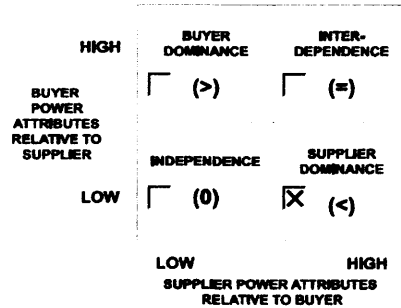 HIGH
BUYER
DOMINANCE
(>)
INTER-
DEPENDENCE
(=)
BUYER
POWER
ATTRIBUTES
RELATIVE TO
SUPPLIER
INDEPENDENCE
(0)
SUPPLIER
DOMINANCE
(<)
LOW
LOW
HIGH
SUPPLIER POWER ATTRIBUTES
RELATIVE TO BUYER